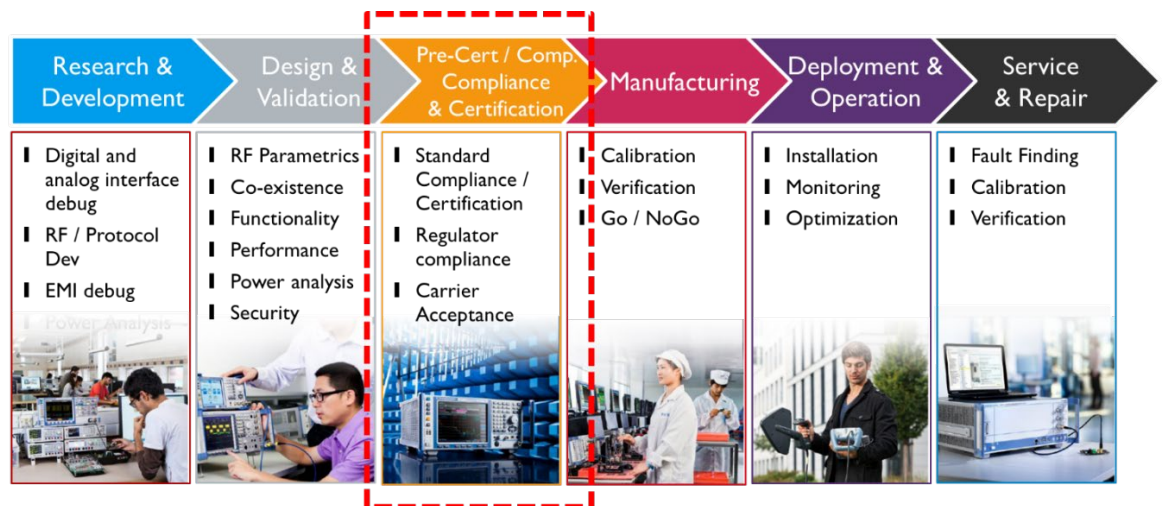 Research &
Development
Design &
Validation
Pre-Cert / Comp.
Compliance
& Certification
Manufacturing
Deployment &
Operation
Service
& Repair
Digital and
analog interface
debug
RF / Protocol
Dev
EMI debug
Power Analysis
RF Parametrics
Co-existence
Functionality
Performance
Power analysis
Security
Standard
Compliance /
Certification
Regulator
compliance
Carrier
Acceptance
Calibration
Verification
Go / NoGo
Installation
Monitoring
Optimization
Fault Finding
Calibration
Verification